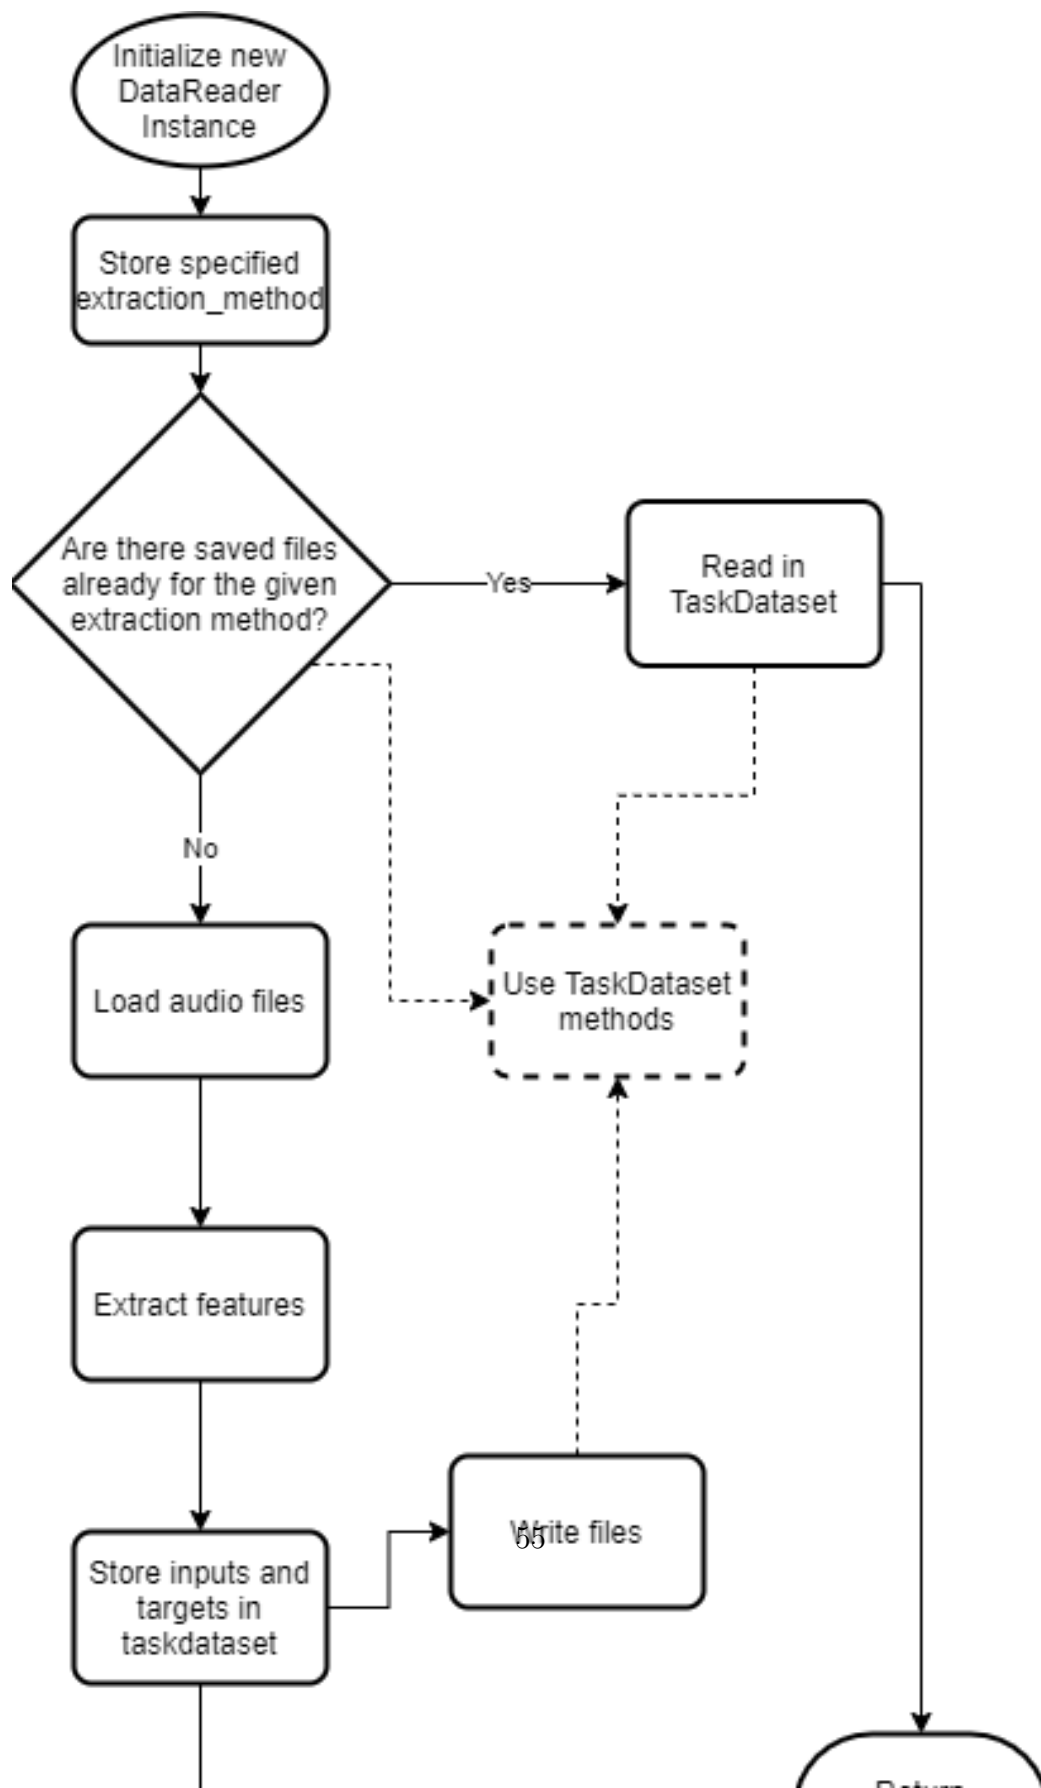 Initialize new
DataReader
Instance
Store specified
extraction_method
Are there saved files
already for the given
extraction method?
Yes
Read in
TaskDataset
No
Load audio files
Use TaskDataset
methods
Extract features
Write files
55
Store inputs and
targets in
taskdataset
Return